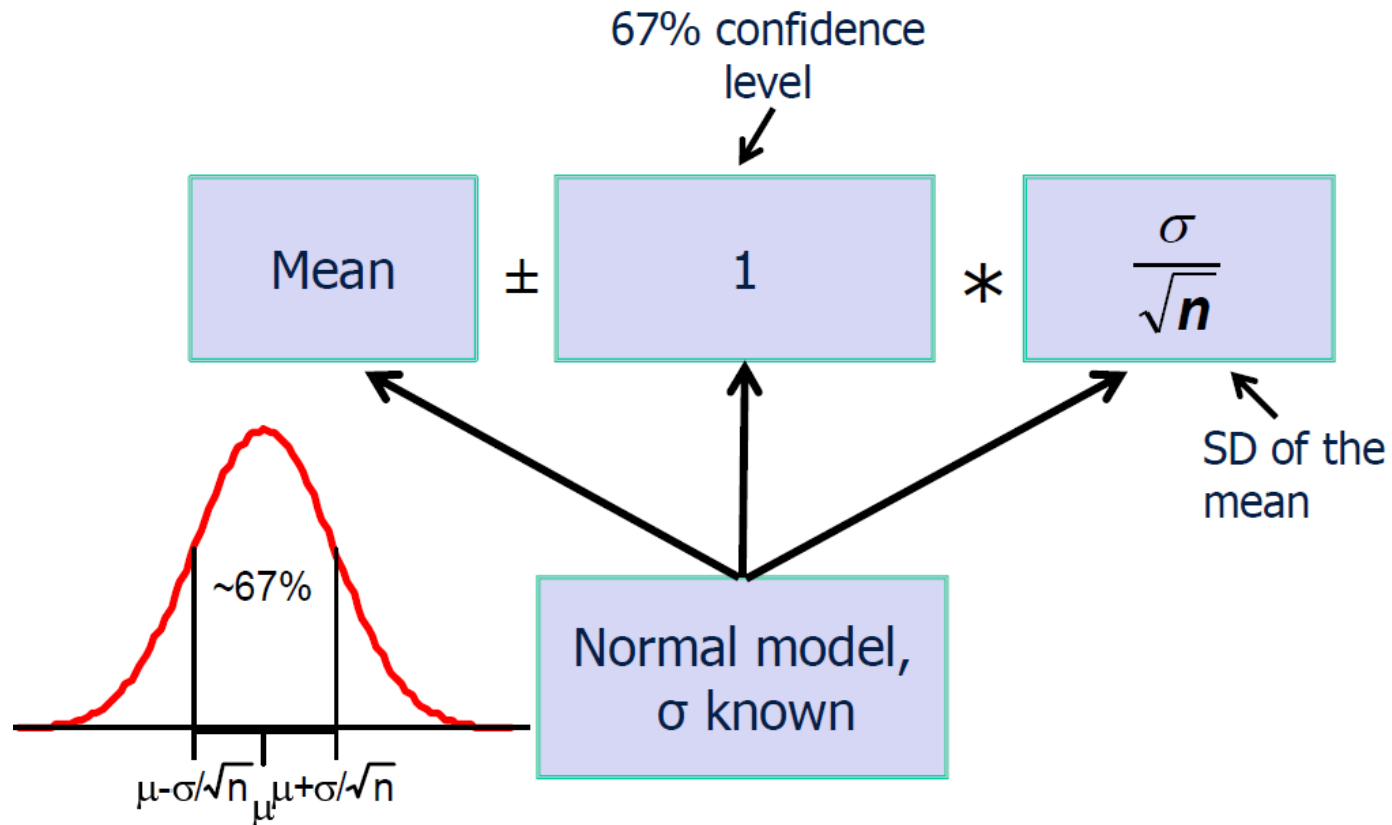 67% confidence
level
Mean
±
1
*
σ
√n
SD of the
mean
~67%
Normal model,
σ known
μ-σ/√n
μ
μ+σ/√n